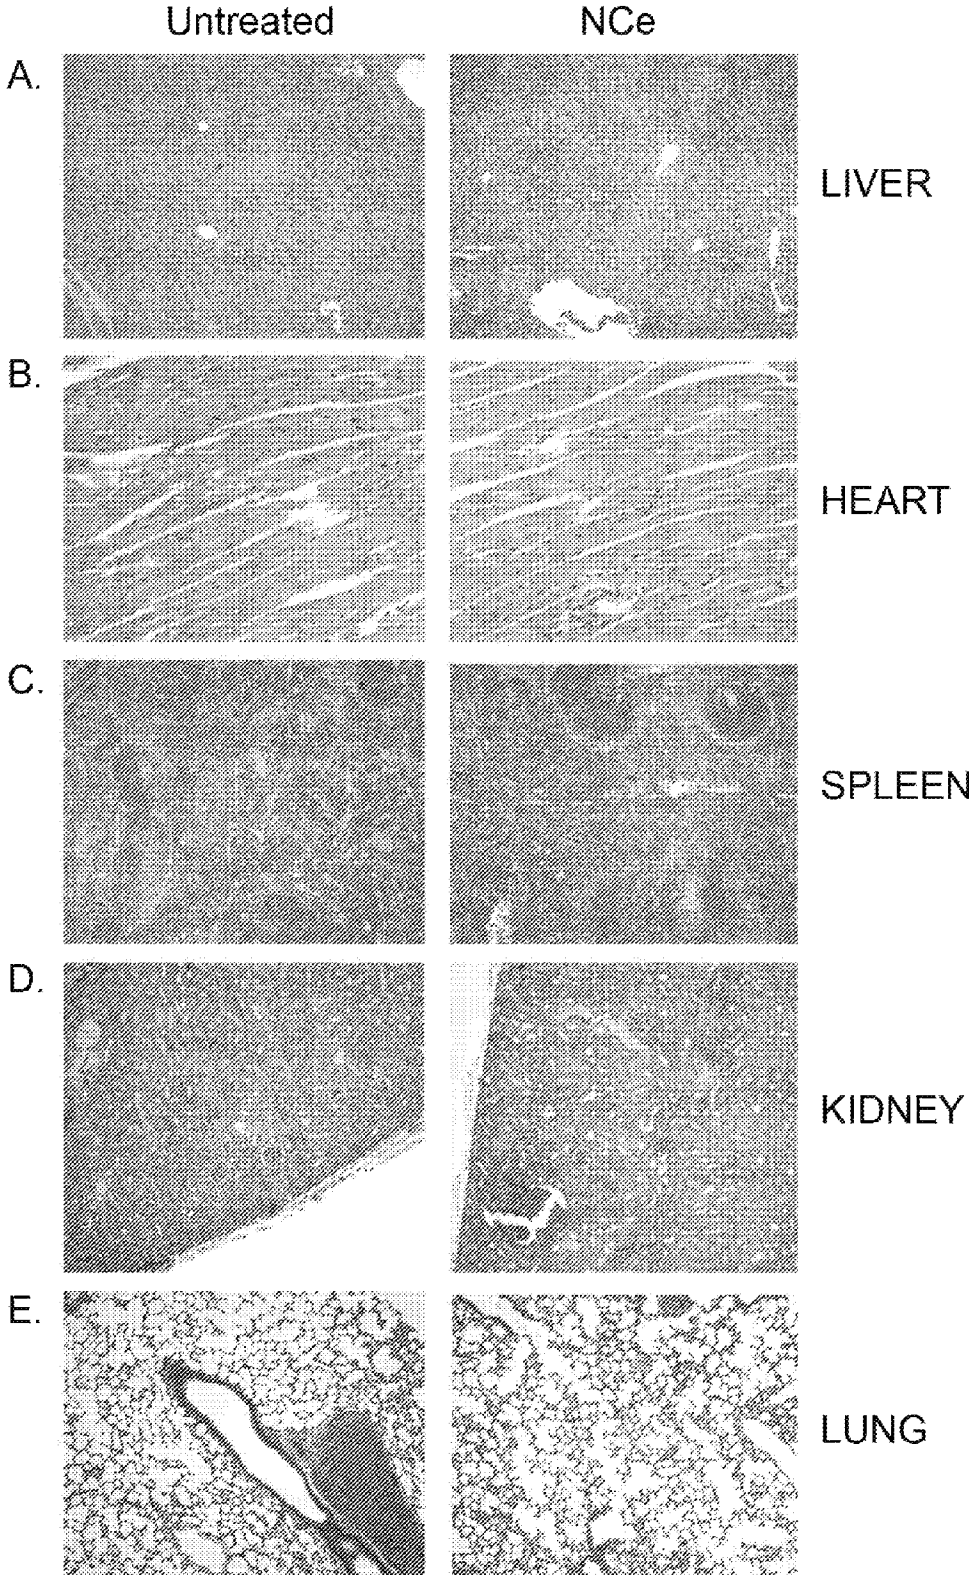 Untreated NCe
A. LIVER
B. HEART
C. SPLEEN
D. KIDNEY
E. LUNG